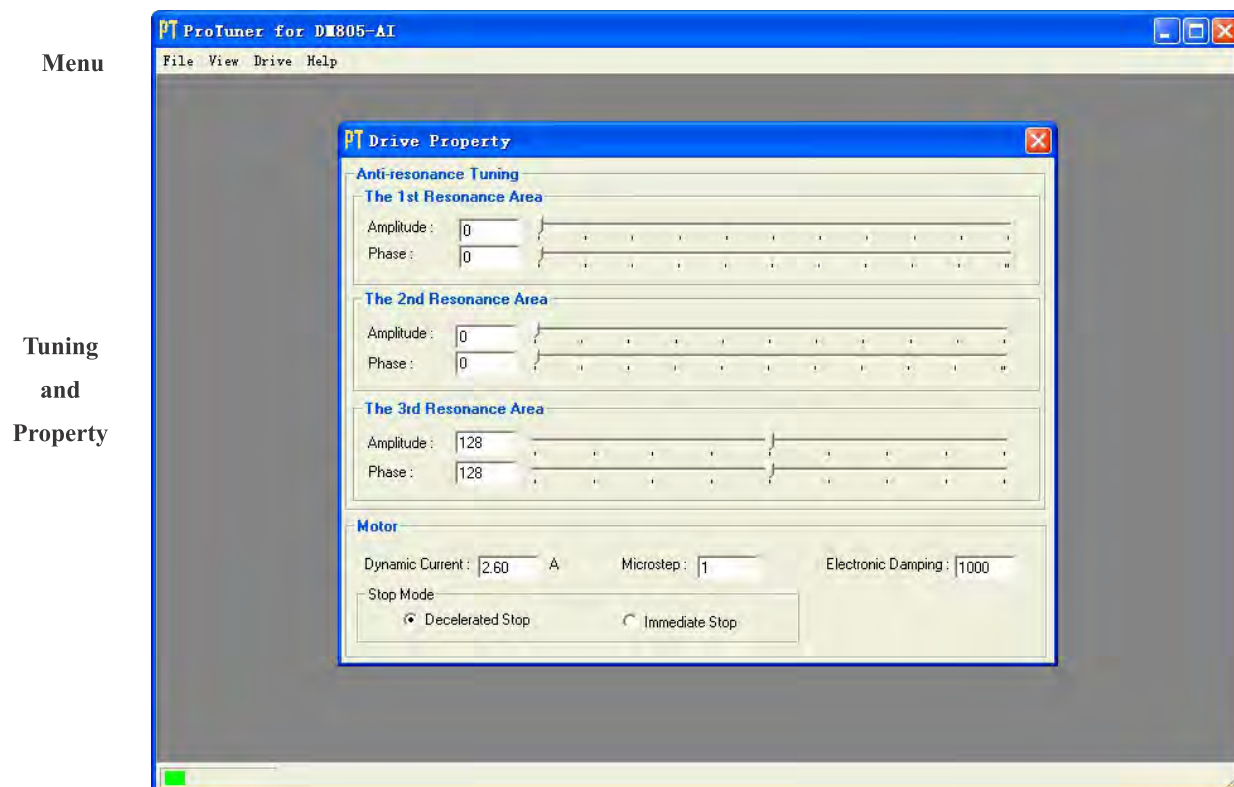 PT ProTuner for DM805-AI
Menu
File View Drive Help
PT Drive Property
Anti-resonance Tuning
The 1st Resonance Area
Amplitude : 0
Phase : 0
The 2nd Resonance Area
Amplitude : 0
Phase : 0
Tuning
and
Property
The 3rd Resonance Area
Amplitude : 128
Phase : 128
Motor
Dynamic Current : 2.60 A Microstep : 1 Electronic Damping : 1000
Stop Mode
Decelerated Stop Immediate Stop